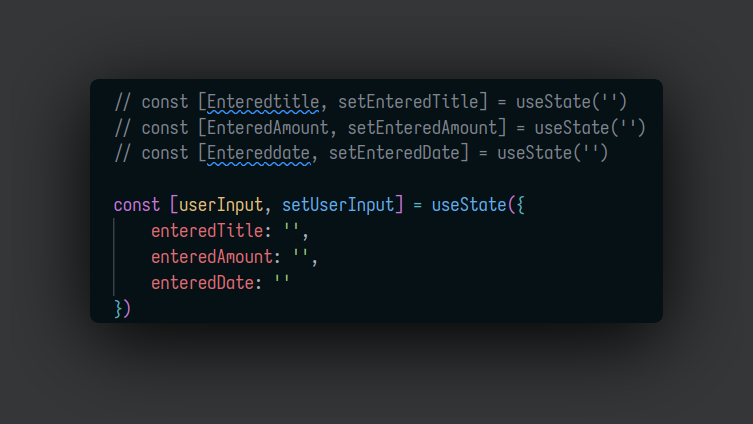 // const [Enteredtitle, setEnteredTitle] = useState('')
// const [EnteredAmount, setEnteredAmount] = useState('')
// const [Entereddate, setEnteredDate] = useState('')
const [userInput, setUserInput] = useState({
enteredTitle: '',
enteredAmount: '',
enteredDate: ''
})